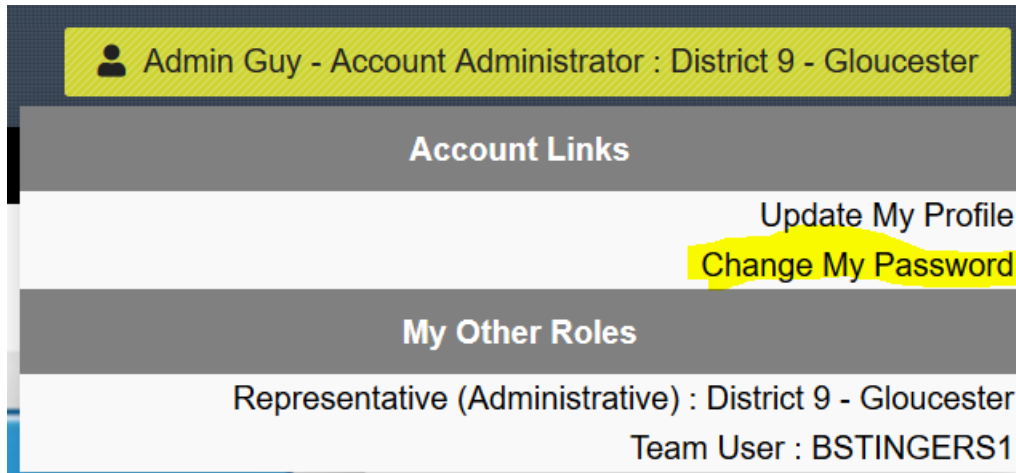 Admin Guy - Account Administrator : District 9 - Gloucester
Account Links
Update My Profile
Change My Password
My Other Roles
Representative (Administrative) : District 9 - Gloucester
Team User : BSTINGERS1